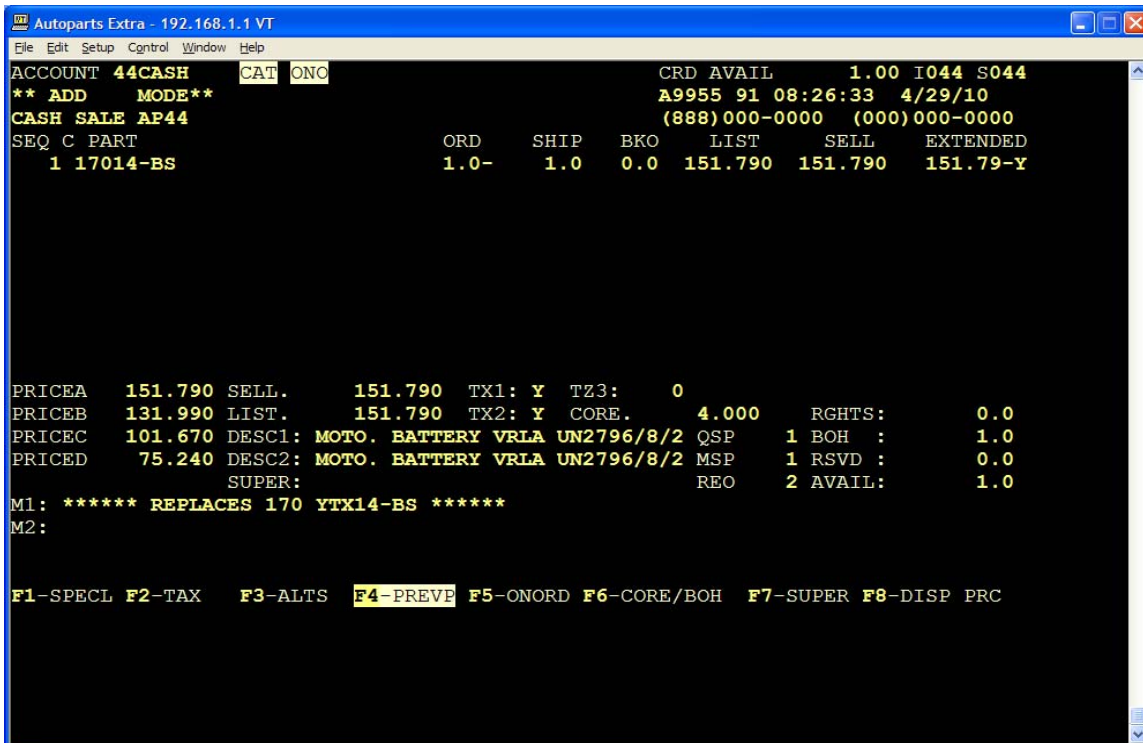 Autoparts Extra - 192.168.1.1 VT
File Edit Setup Control Window Help
ACCOUNT 44CASH CAT ONO CRD AVAIL 1.00 I044 S044
** ADD MODE** A9955 91 08:26:33 4/29/10
CASH SALE AP44 (888)000-0000 (000)000-0000
SEQ C PART ORD SHIP BKO LIST SELL EXTENDED
1 17014-BS 1.0- 1.0 0.0 151.790 151.790 151.79-Y
PRICEA 151.790 SELL. 151.790 TX1: Y TZ3: 0
PRICEB 131.990 LIST. 151.790 TX2: Y CORE. 4.000 RGHTS: 0.0
PRICEC 101.670 DESC1: MOTO. BATTERY VRLA UN2796/8/2 QSP 1 BOH : 1.0
PRICED 75.240 DESC2: MOTO. BATTERY VRLA UN2796/8/2 MSP 1 RSVD : 0.0
SUPER: REO 2 AVAIL: 1.0
M1: ****** REPLACES 170 YTX14-BS ******
M2:
F1-SPECL F2-TAX F3-ALTS F4-PREVP F5-ONORD F6-CORE/BOH F7-SUPER F8-DISP PRC